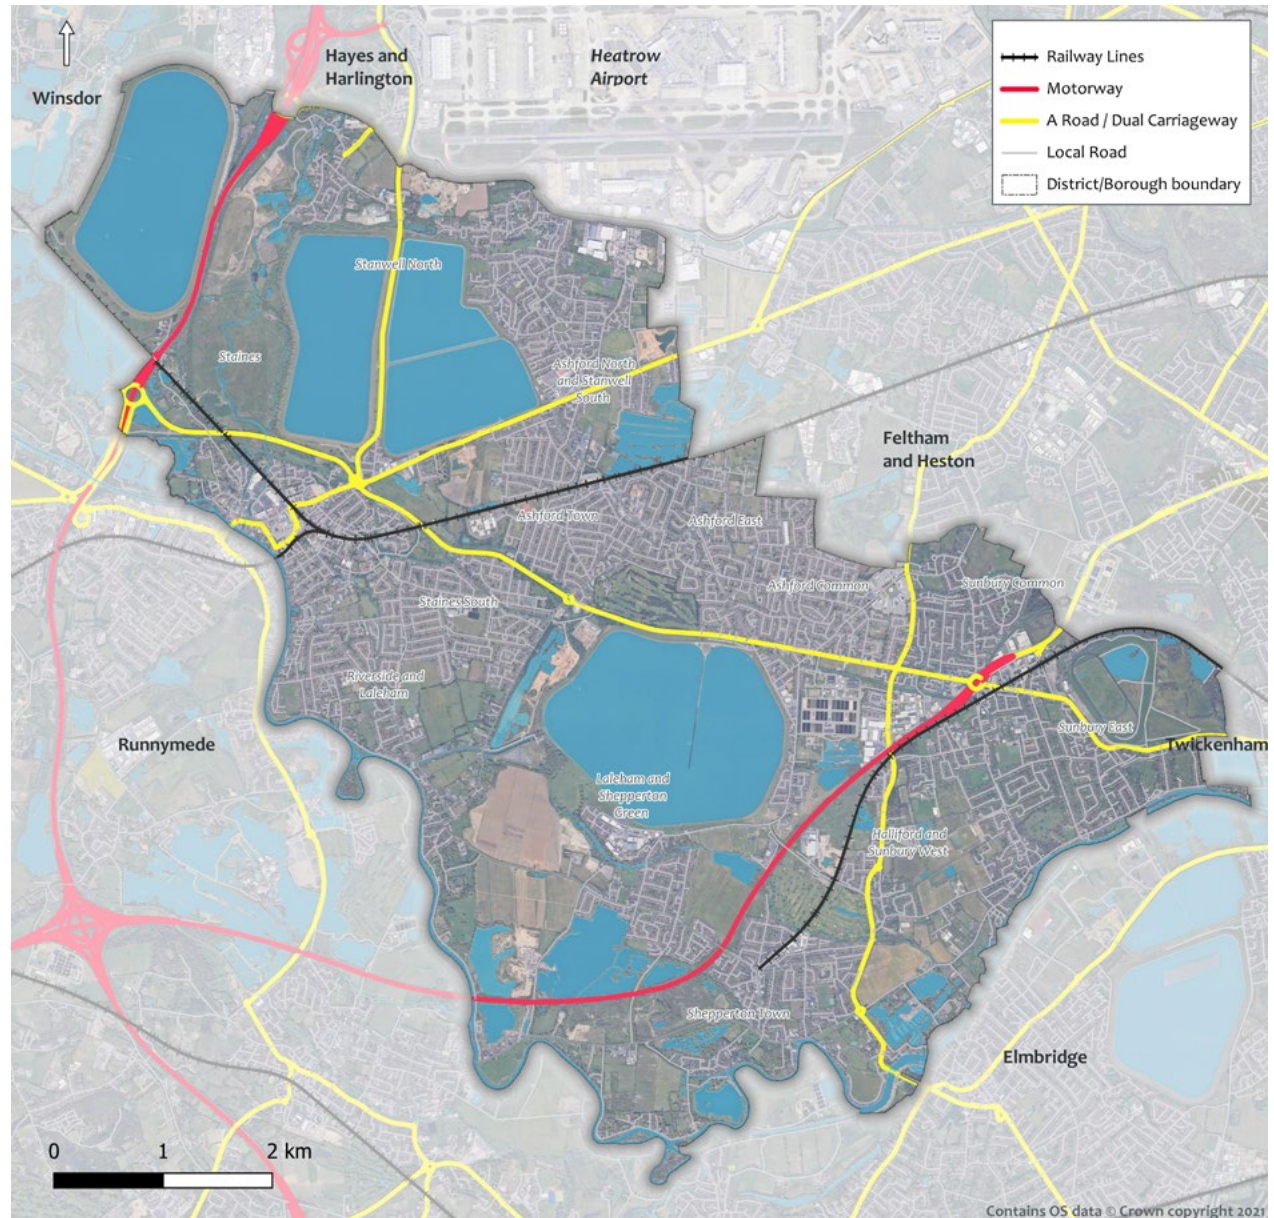 Hayes and
Harlington
Heatrow
Airport
Winsdor
Railway Lines
Motorway
A Road / Dual Carriageway
Local Road
District/Borough boundary
Stanwell North
Staines
Ashford North
and Stanwell
South
Feltham
and Heston
Ashford Town
Ashford East
Ashford Common
Sunbury Common
Staines South
Riverside and
Laleham
Runnymede
Sunbury East
Twickenham
Laleham and
Shepperton
Green
Halliford and
Sunbury West
Shepperton Town
Elmbridge
0 1 2 km
Contains OS data © Crown copyright 2021